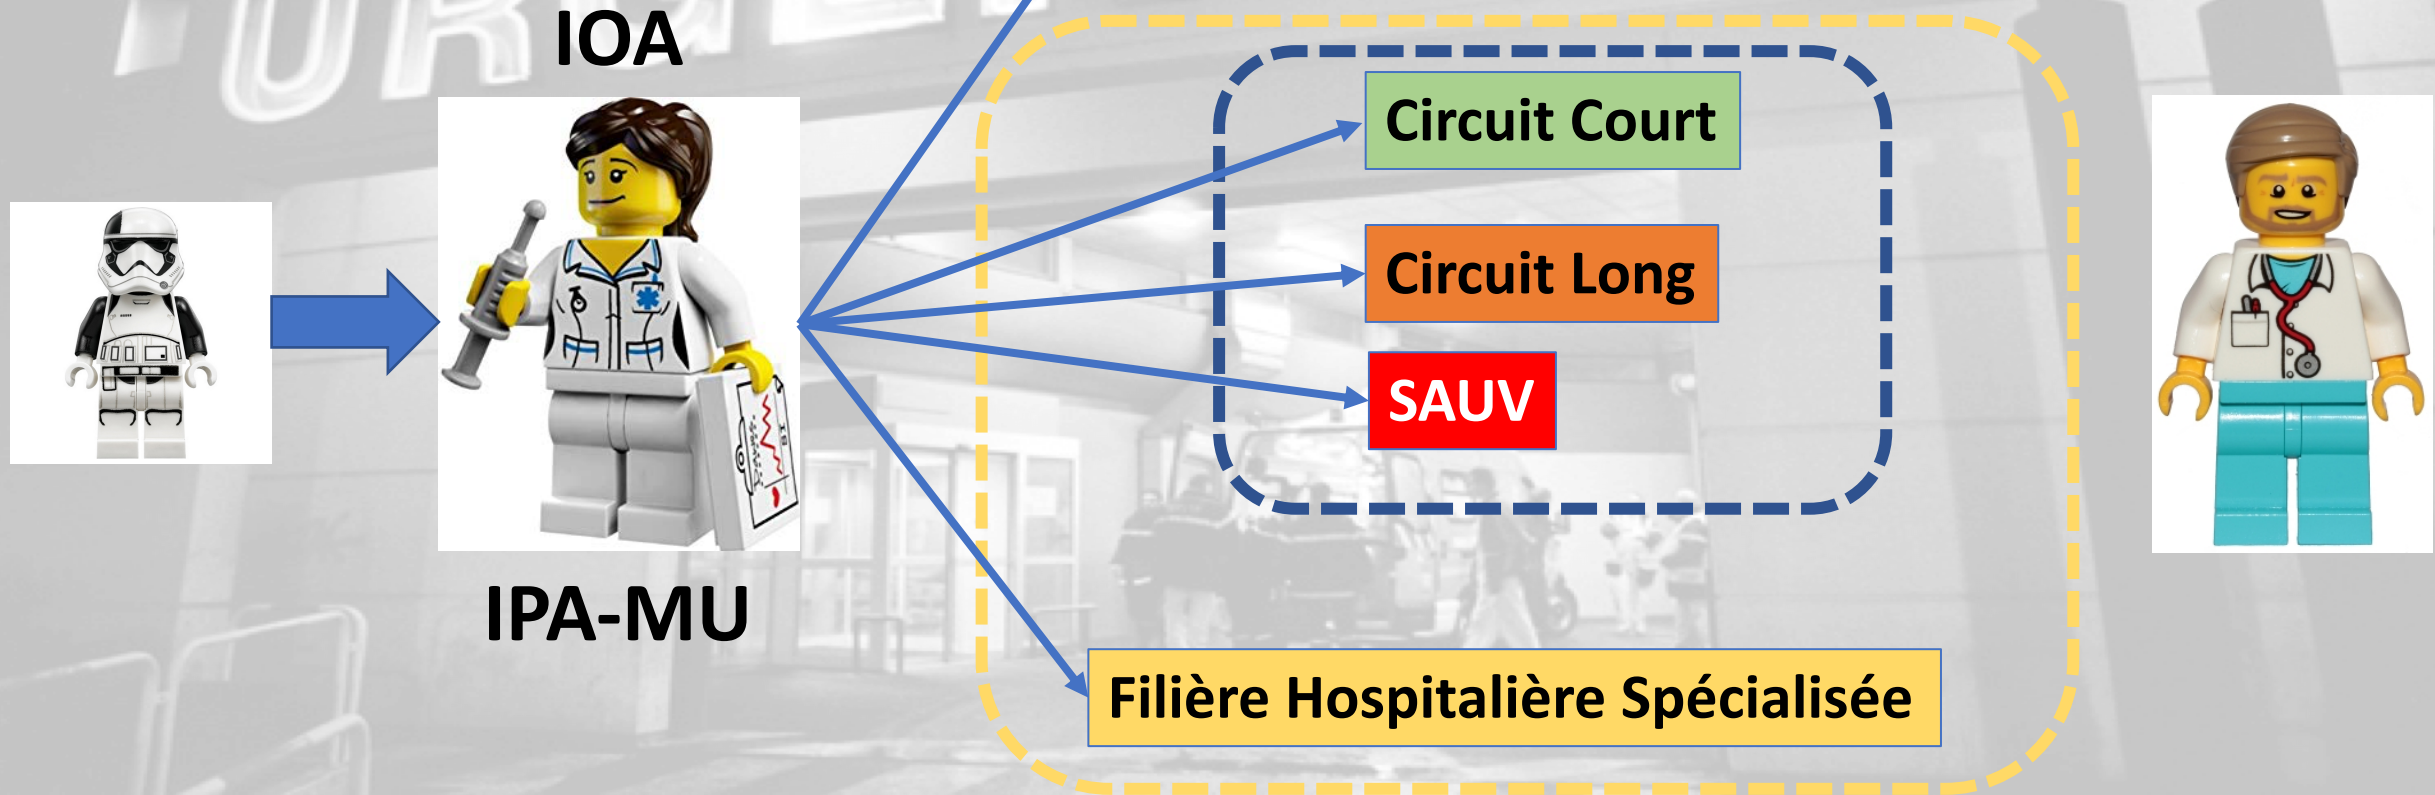 IOA
Circuit Court
Circuit Long
SAUV
IPA-MU
Filière Hospitalière Spécialisée